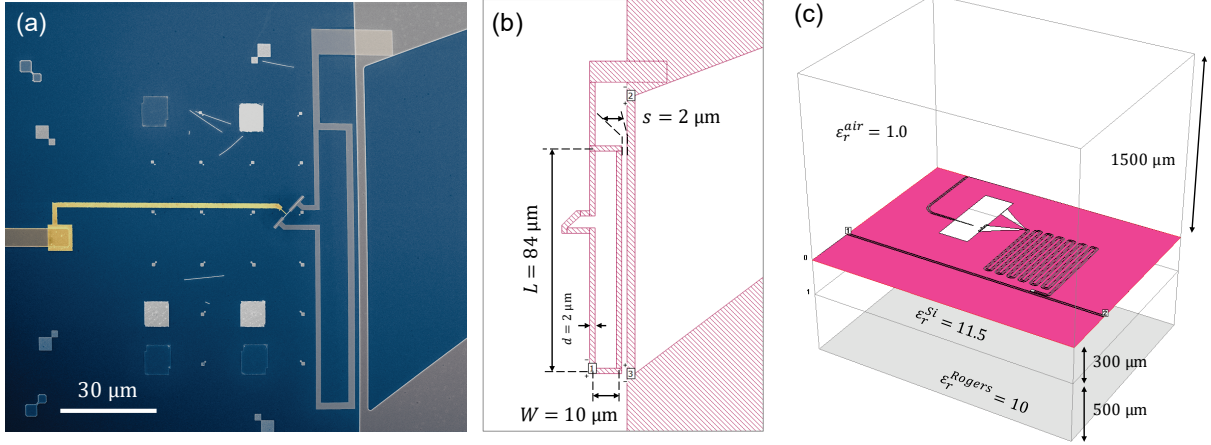 (a)
30 μm
(b)
2
s = 2 μm
L = 84 μm
d = 2 μm
1
3
W = 10 μm
(c)
ε_r^air = 1.0
1500 μm
1
0
1
2
ε_r^Si = 11.5
300 μm
ε_r^Rogers = 10
500 μm